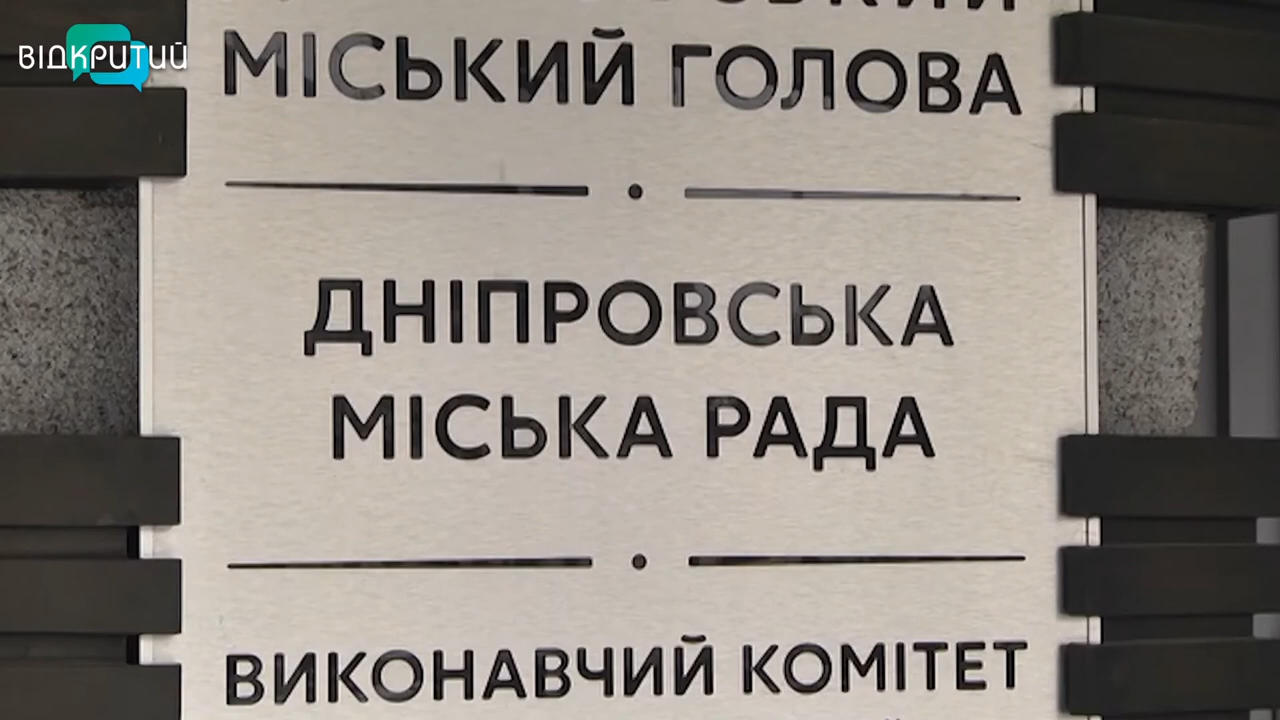 ВІДКРИТИЙ
МІСЬКИЙ ГОЛОВА
ДНІПРОВСЬКА
МІСЬКА РАДА
ВИКОНАВЧИЙ КОМІТЕТ